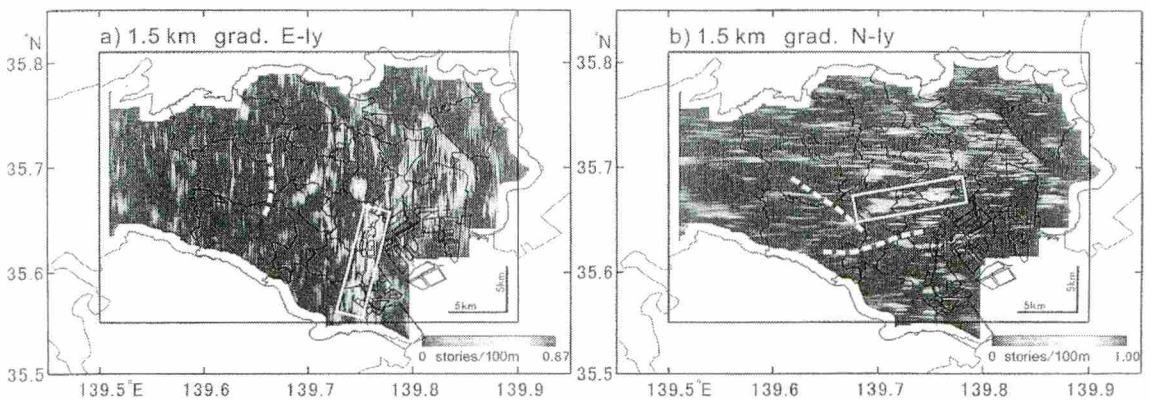 a) 1.5 km grad. E-ly
°N
35.8
35.7
35.6
35.5
5km
5km
0 stories/100m 0.87
139.5°E 139.6 139.7 139.8 139.9
b) 1.5 km grad. N-ly
°N
35.8
35.7
35.6
35.5
5km
5km
0 stories/100m 1.00
139.5°E 139.6 139.7 139.8 139.9